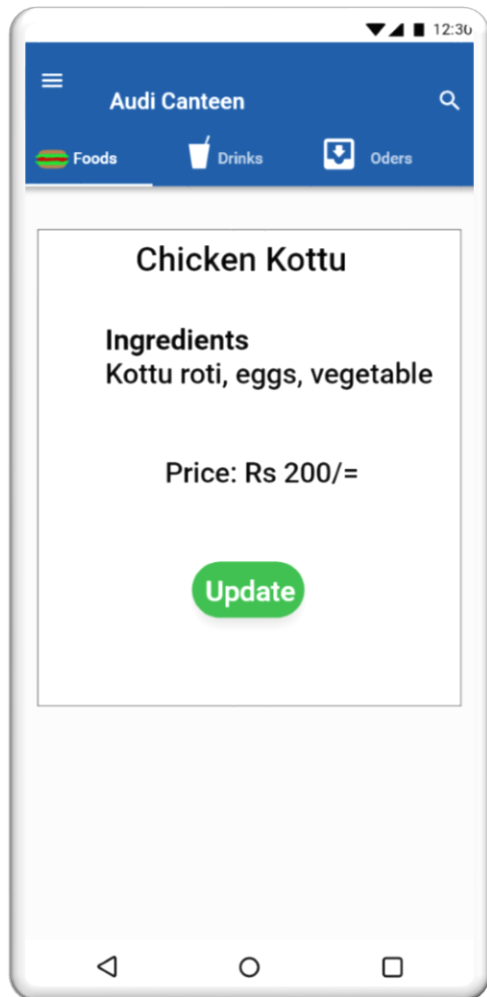 12:30
Audi Canteen
Foods Drinks Oders
Chicken Kottu
Ingredients
Kottu roti, eggs, vegetable
Price: Rs 200/=
Update